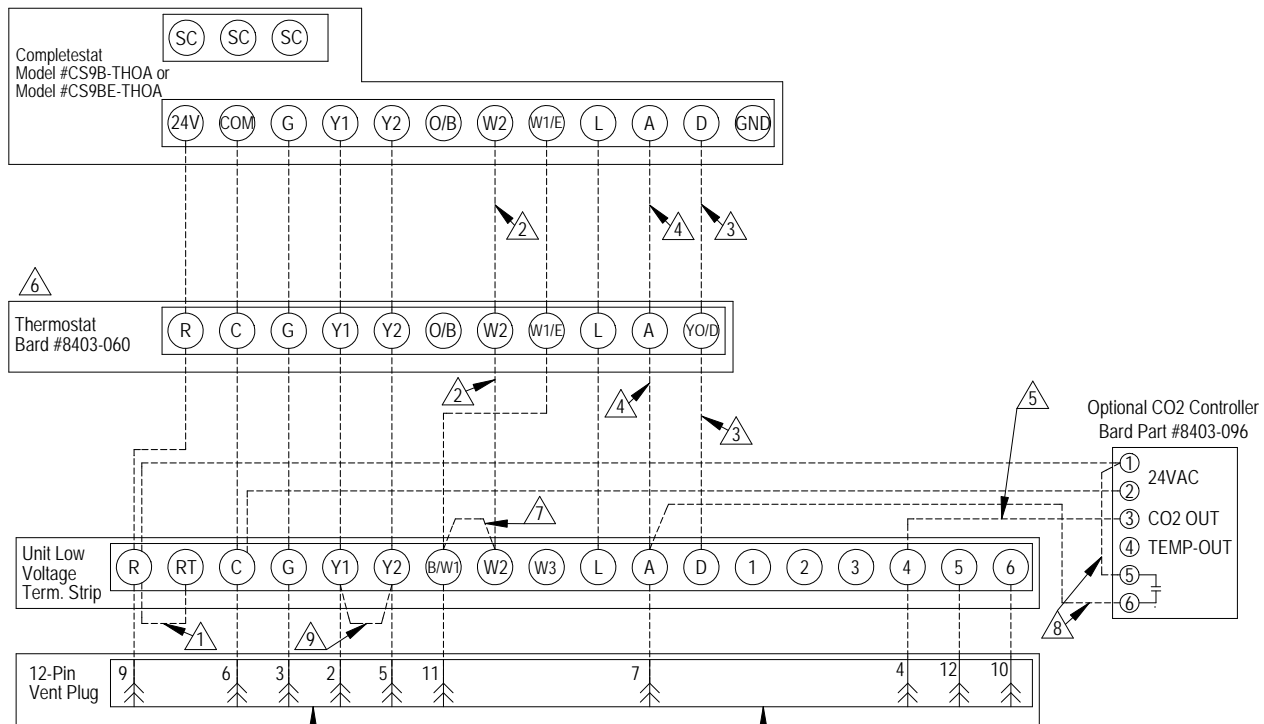 SC SC SC
Completestat
Model #CS9B-THOA or
Model #CS9BE-THOA
24V COM G Y1 Y2 O/B W2 W1/E L A D GND
2 4 3
6
Thermostat
Bard #8403-060
R C G Y1 Y2 O/B W2 W1/E L A YO/D
2 4 3 5
Optional CO2 Controller
Bard Part #8403-096
1 24VAC
2
3 CO2 OUT
4 TEMP-OUT
5
6
7
8
Unit Low
Voltage
Term. Strip
R RT C G Y1 Y2 B/W1 W2 W3 L A D 1 2 3 4 5 6
1 9
12-Pin
Vent Plug
9 6 3 2 5 11 7 4 12 10